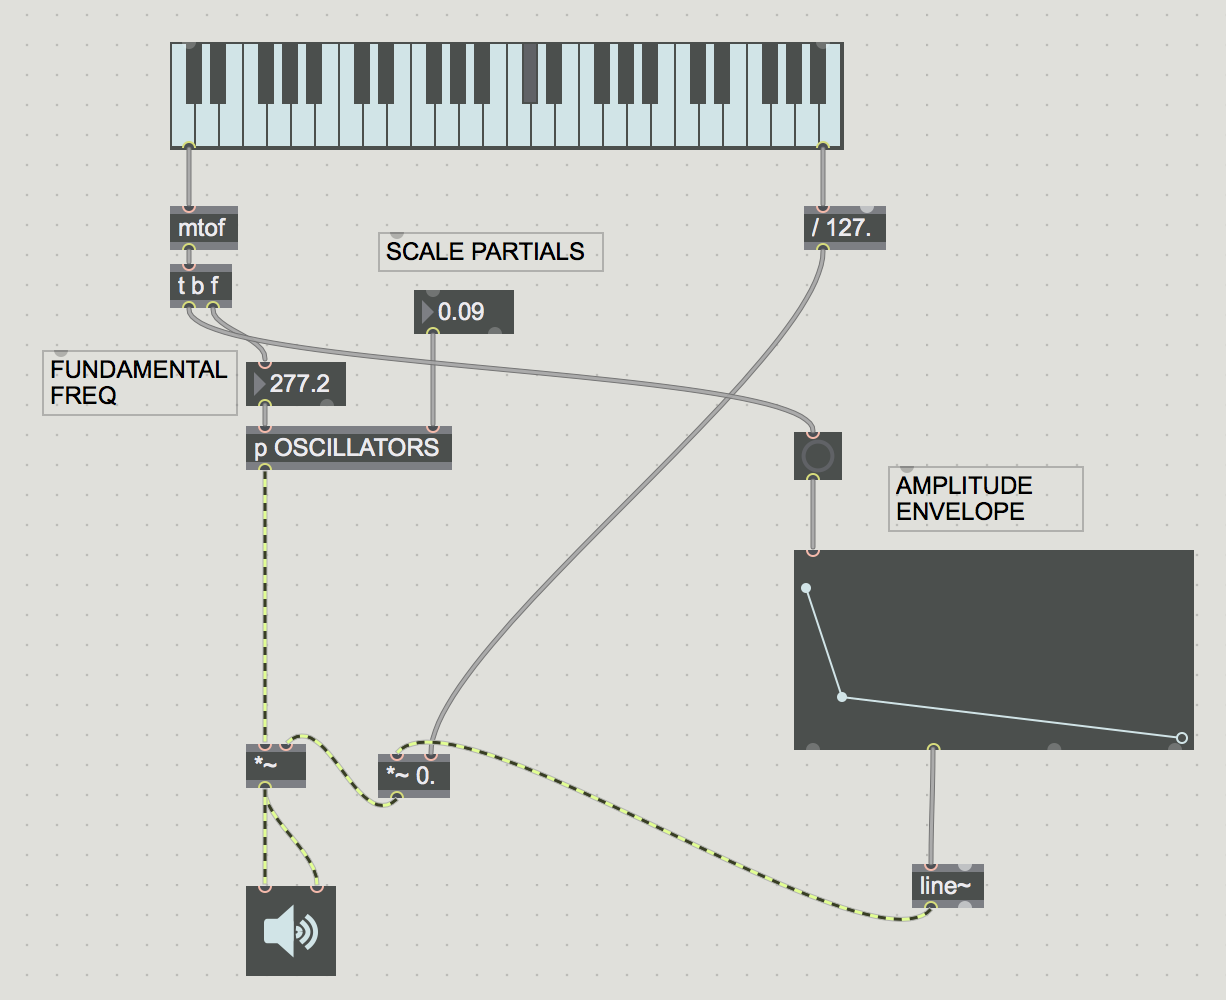 mtof
/ 127.
SCALE PARTIALS
t b f
0.09
FUNDAMENTAL
FREQ
277.2
p OSCILLATORS
AMPLITUDE
ENVELOPE
*~
*~ 0.
line~